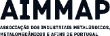 AIMMAP
ASSOCIAÇÃO DOS INDUSTRIAIS METALÚRGICOS,
METALOMECÂNICOS E AFINS DE PORTUGAL